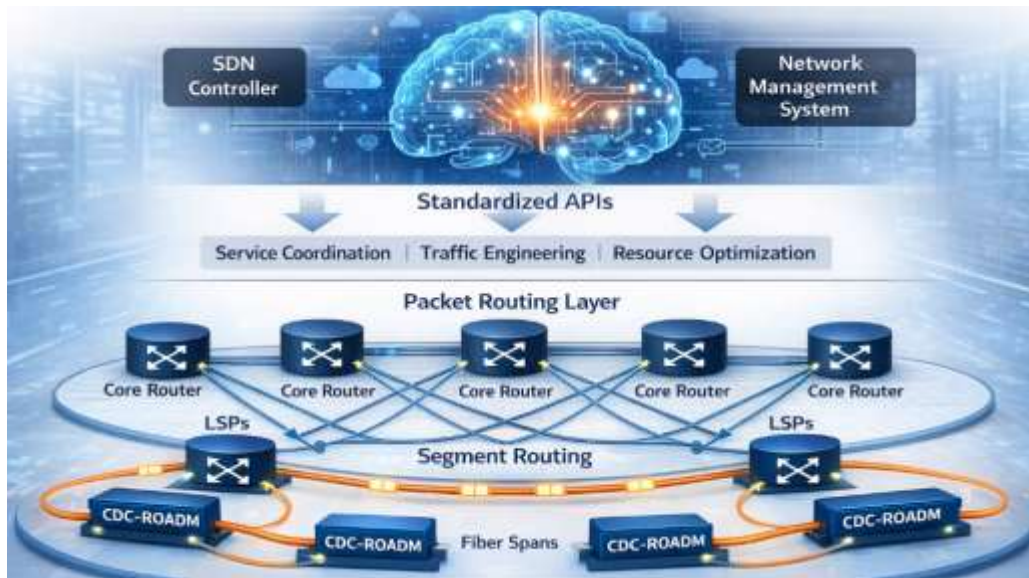 SDN
Controller
Network
Management
System
Standardized APIs
Service Coordination | Traffic Engineering | Resource Optimization
Packet Routing Layer
Core Router
Core Router
Core Router
Core Router
Core Router
LSPs
LSPs
Segment Routing
CDC-ROADM
CDC-ROADM
Fiber Spans
CDC-ROADM
CDC-ROADM